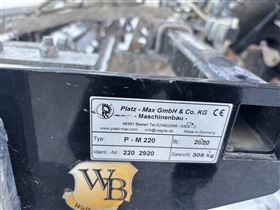 Platz - Max GmbH & Co. KG
- Maschinenbau -
www.platz-max.com
Made in Germany
Typ: P - M 220 Bj.: 2020
Ident.-Nr.: 220 2920 Gewicht: 308 kg
WB